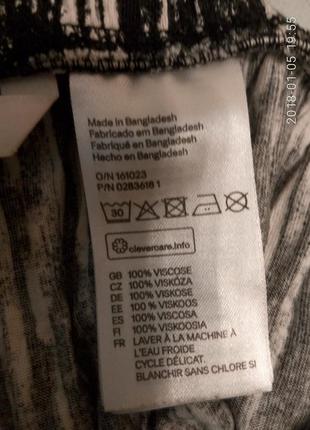 Made in Bangladesh
Fabricado em Bangladesh
Fabriqué en Bangladesh
Hecho en Bangladesh
O/N 161023
P/N 0283618 1
30
clevercare.info
GB 100% VISCOSE
CZ 100% VISKÓZA
DE 100% VISKOSE
EE 100% VISKOOS
ES 100% VISCOSA
FI 100% VISKOOSIA
FR LAVER À LA MACHINE À
L'EAU FROIDE
CYCLE DÉLICAT.
BLANCHIR SANS CHLORE SI
2018-01-05 19:55